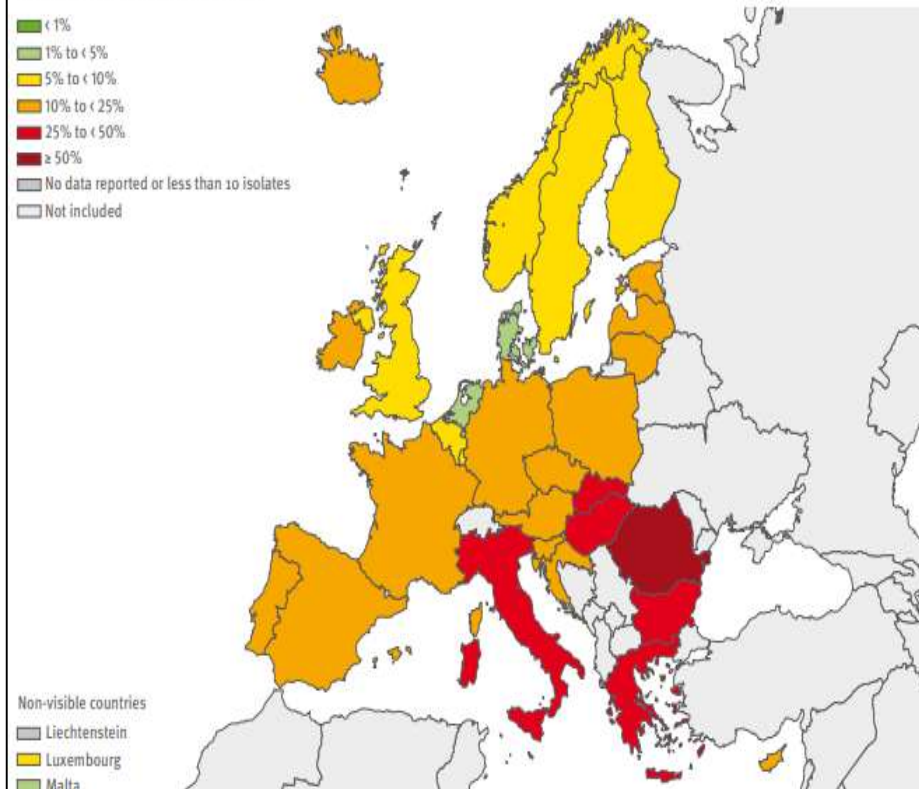 < 1%
1% to < 5%
5% to < 10%
10% to < 25%
25% to < 50%
≥ 50%
No data reported or less than 10 isolates
Not included
Non-visible countries
Liechtenstein
Luxembourg
Malta